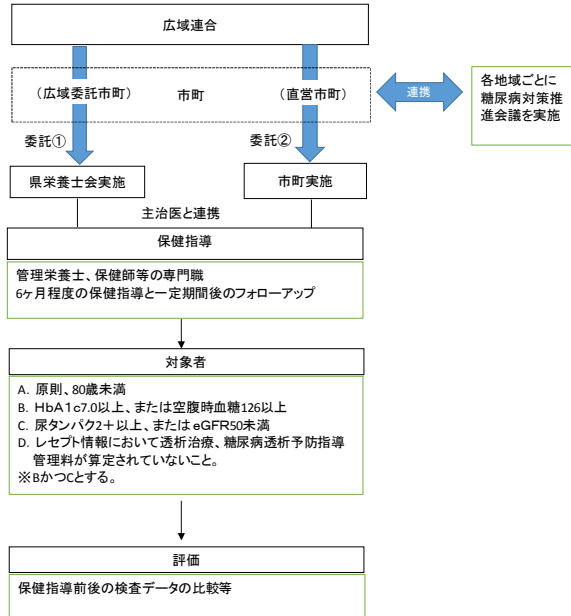 広域連合
(広域委託市町)
市町
(直営市町)
連携
各地域ごとに
糖尿病対策推
進会議を実施
委託①
委託②
県栄養士会実施
市町実施
主治医と連携
保健指導
管理栄養士、保健師等の専門職
6ヶ月程度の保健指導と一定期間後のフォローアップ
対象者
A. 原則、80歳未満
B. HbA1c7.0以上、または空腹時血糖126以上
C. 尿タンパク2+以上、またはeGFR50未満
D. レセプト情報において透析治療、糖尿病透析予防指導
管理料が算定されていないこと。
※BかつCとする。
評価
保健指導前後の検査データの比較等